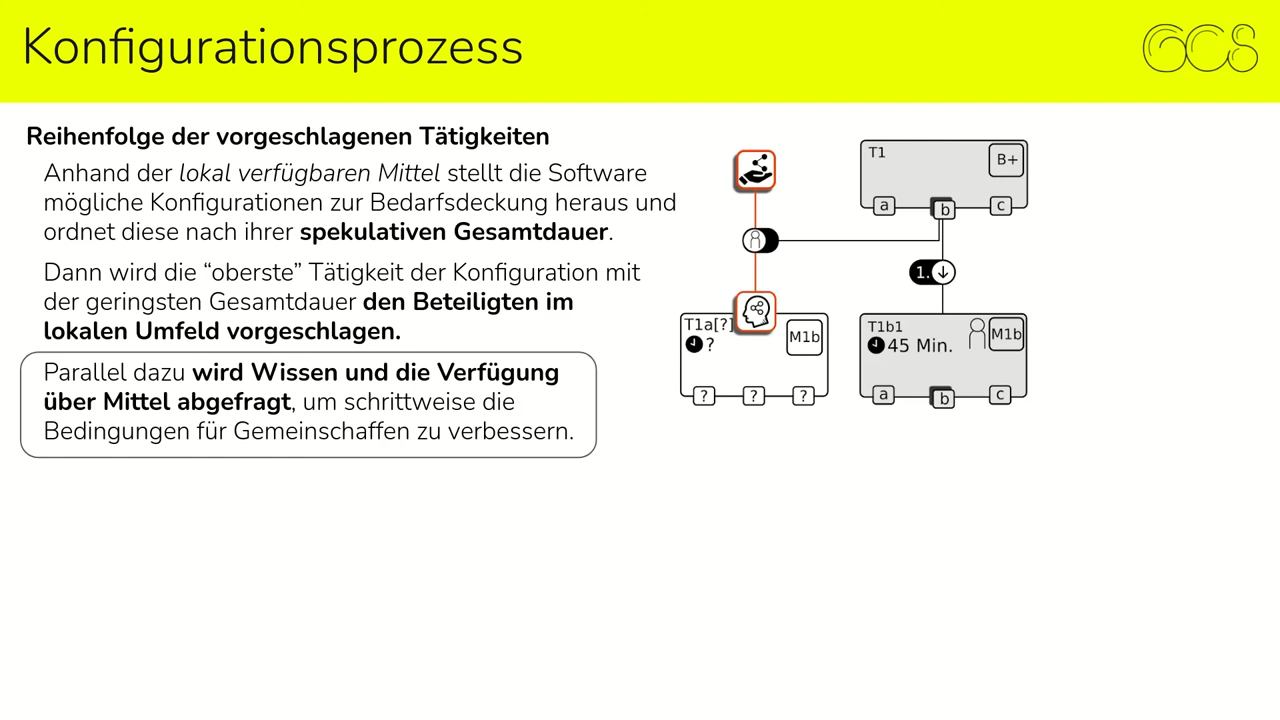 Konfigurationsprozess
GCS
Reihenfolge der vorgeschlagenen Tätigkeiten
Anhand der lokal verfügbaren Mittel stellt die Software
mögliche Konfigurationen zur Bedarfsdeckung heraus und
ordnet diese nach ihrer spekulativen Gesamtdauer.
Dann wird die “oberste” Tätigkeit der Konfiguration mit
der geringsten Gesamtdauer den Beteiligten im
lokalen Umfeld vorgeschlagen.
Parallel dazu wird Wissen und die Verfügung
über Mittel abgefragt, um schrittweise die
Bedingungen für Gemeinschaffen zu verbessern.
T1
B+
a
b
c
1.
T1a[?]
?
M1b
?
?
?
T1b1
45 Min.
M1b
a
b
c